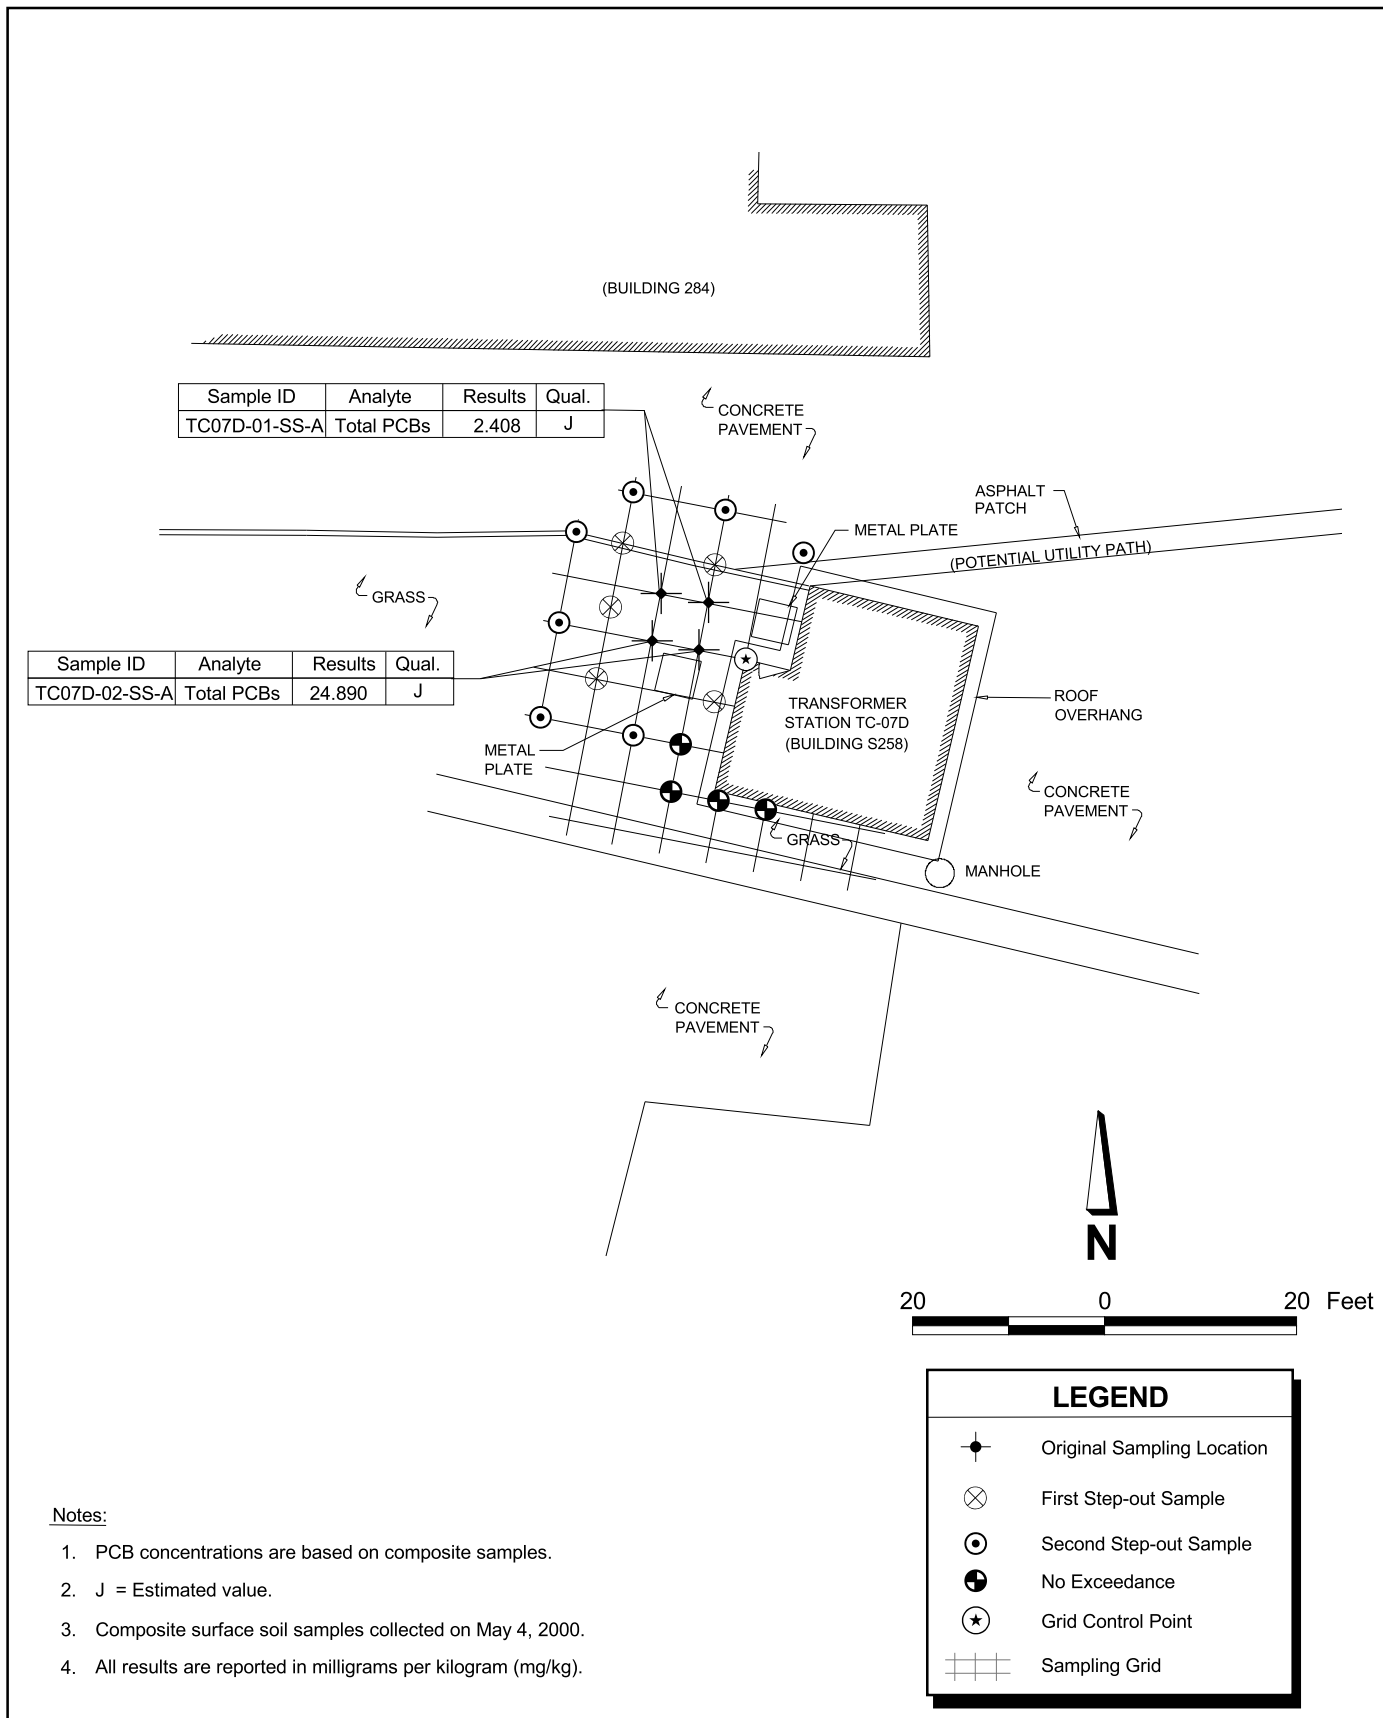 (BUILDING 284)
Sample ID Analyte Results Qual.
TC07D-01-SS-A Total PCBs 2.408 J
CONCRETE
PAVEMENT
ASPHALT
PATCH
METAL PLATE
(POTENTIAL UTILITY PATH)
GRASS
Sample ID Analyte Results Qual.
TC07D-02-SS-A Total PCBs 24.890 J
TRANSFORMER
STATION TC-07D
(BUILDING S258)
ROOF
OVERHANG
METAL
PLATE
CONCRETE
PAVEMENT
GRASS
MANHOLE
CONCRETE
PAVEMENT
N
20 0 20 Feet
LEGEND
Original Sampling Location
First Step-out Sample
Second Step-out Sample
No Exceedance
Grid Control Point
Sampling Grid
Notes:
1. PCB concentrations are based on composite samples.
2. J = Estimated value.
3. Composite surface soil samples collected on May 4, 2000.
4. All results are reported in milligrams per kilogram (mg/kg).